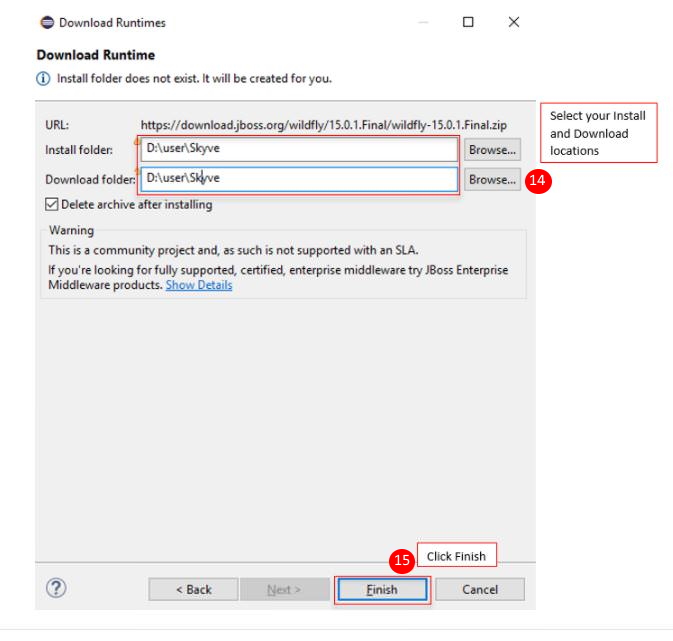 Download Runtimes
Download Runtime
Install folder does not exist. It will be created for you.
URL: https://download.jboss.org/wildfly/15.0.1.Final/wildfly-15.0.1.Final.zip
Install folder: D:\user\Skyve Browse...
Download folder: D:\user\Skyve Browse...
Select your Install
and Download
locations
14
Delete archive after installing
Warning
This is a community project and, as such is not supported with an SLA.
If you're looking for fully supported, certified, enterprise middleware try JBoss Enterprise
Middleware products. Show Details
15 Click Finish
? < Back Next > Finish Cancel